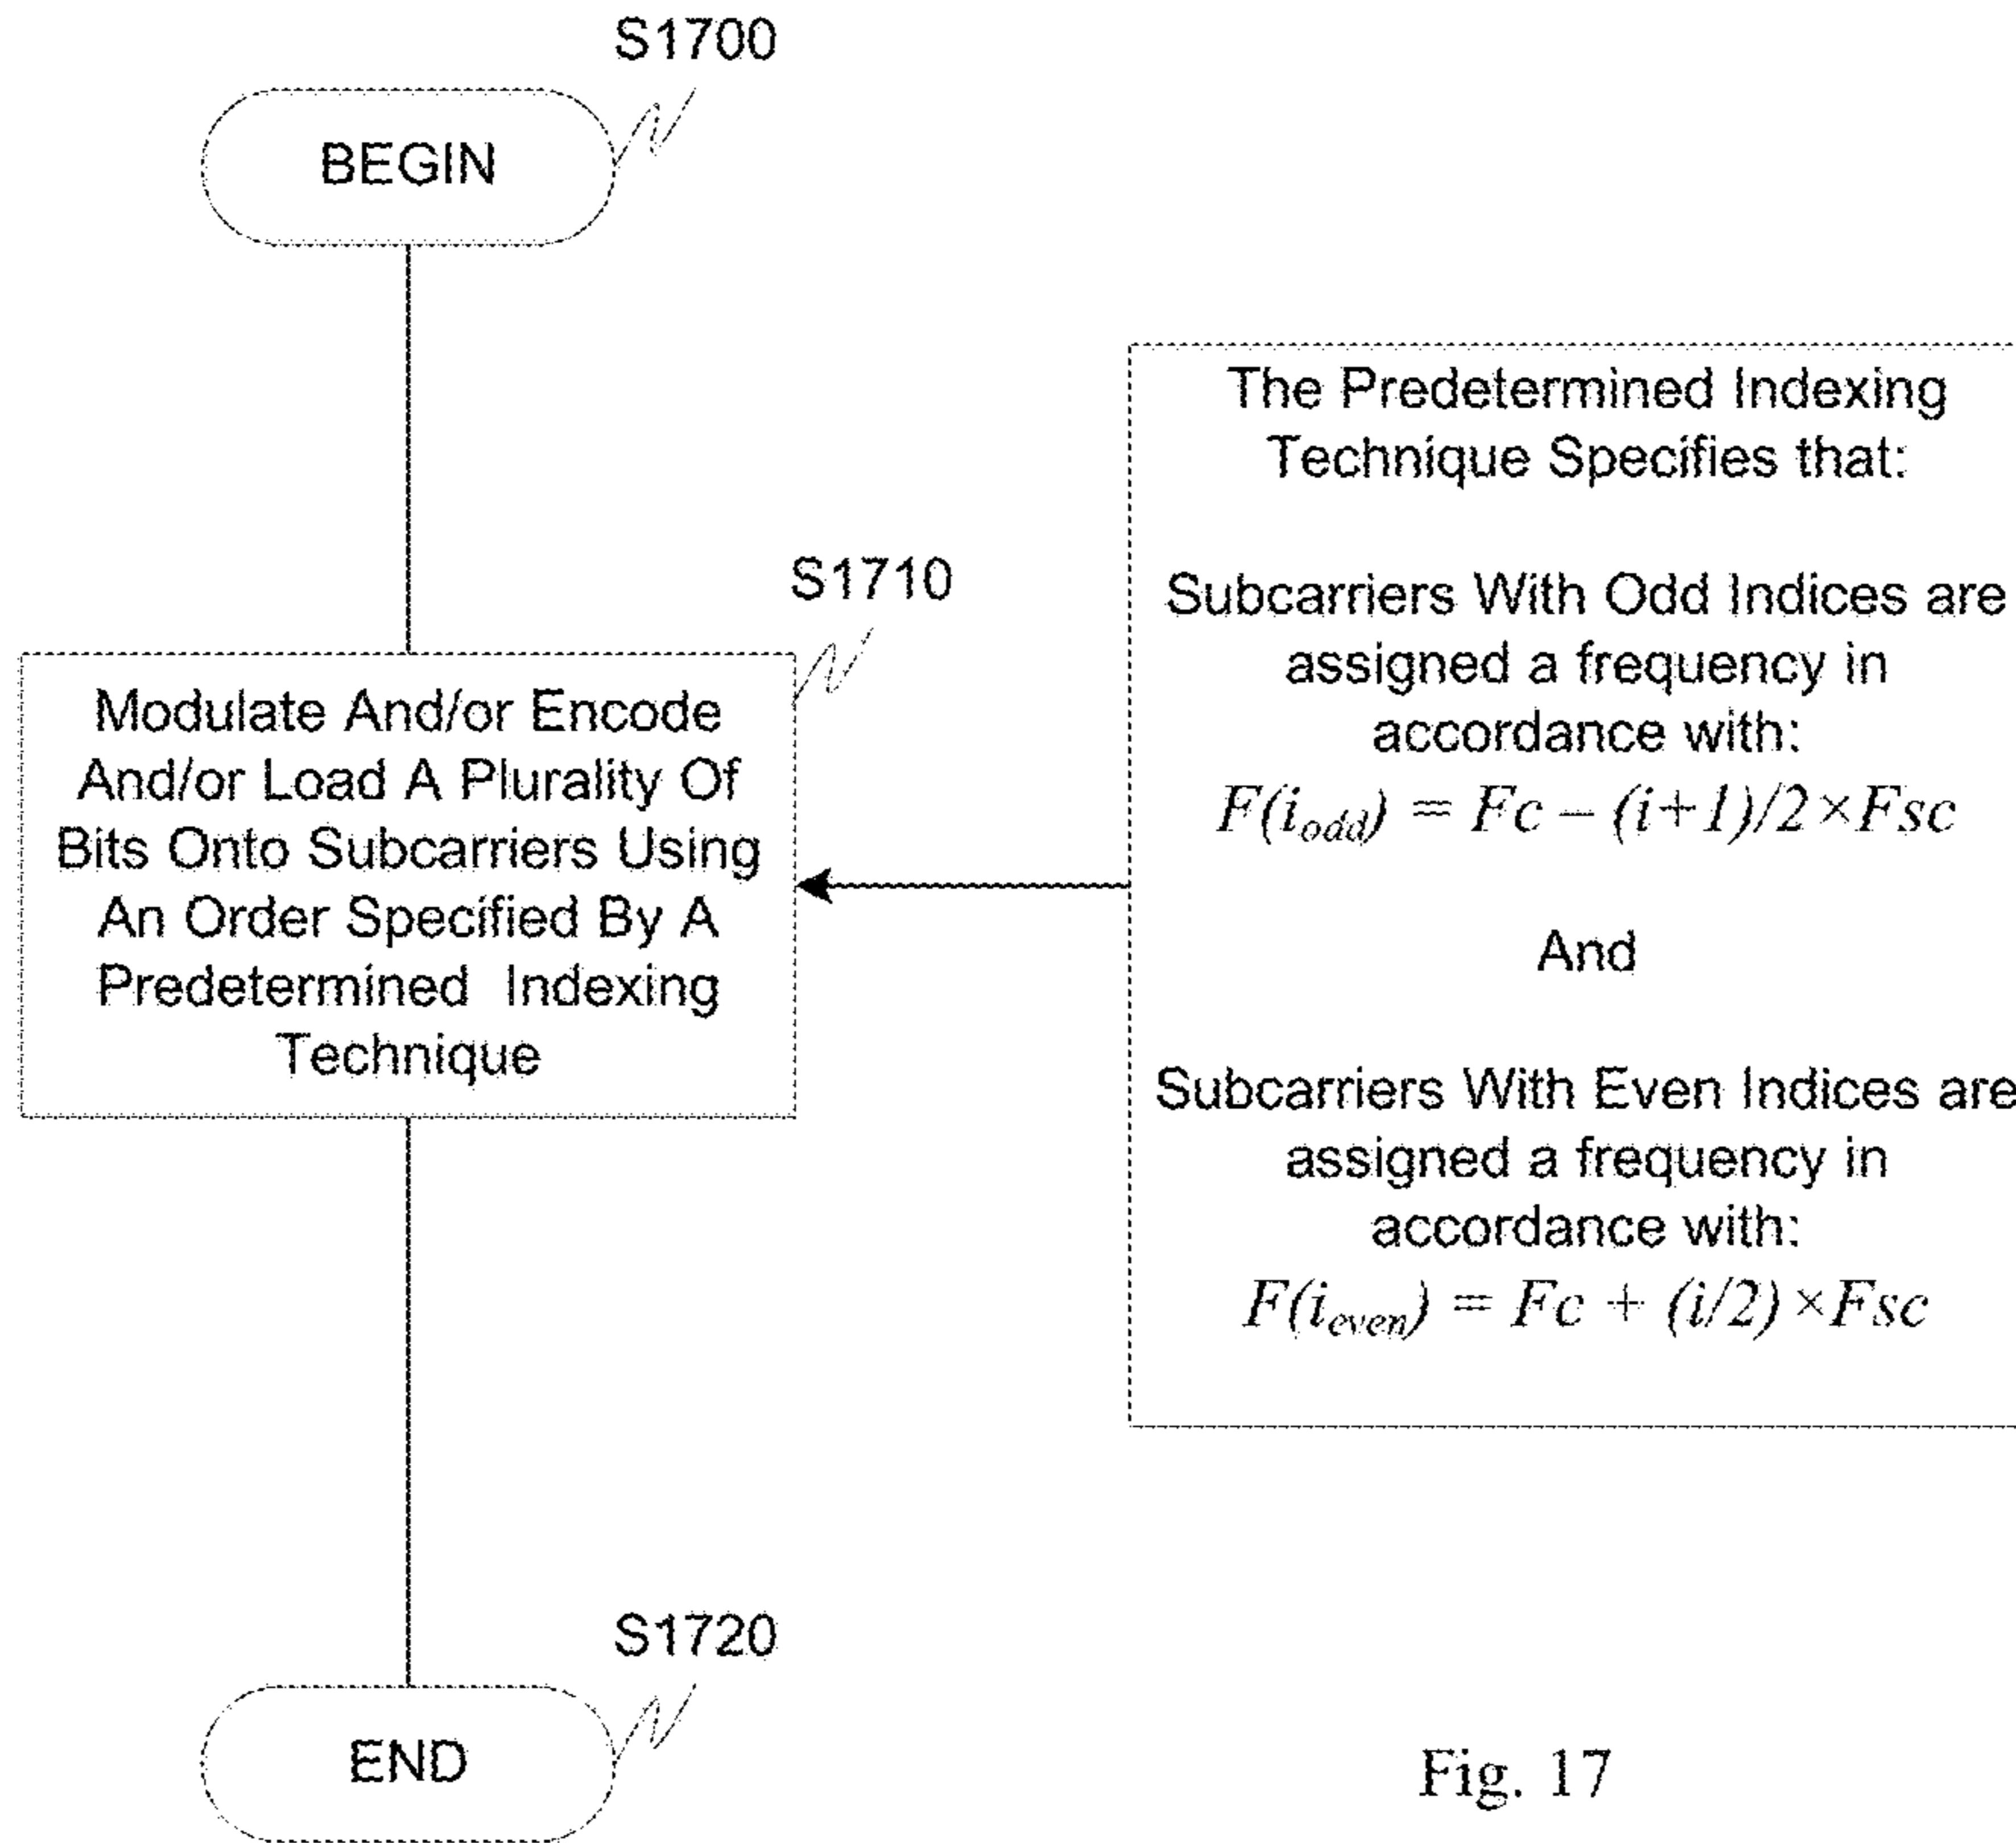 S1700
BEGIN
S1710
Modulate And/or Encode
And/or Load A Plurality Of
Bits Onto Subcarriers Using
An Order Specified By A
Predetermined Indexing
Technique
The Predetermined Indexing
Technique Specifies that:
Subcarriers With Odd Indices are
assigned a frequency in
accordance with:
F(i_odd) = Fc – (i+1)/2×Fsc
And
Subcarriers With Even Indices are
assigned a frequency in
accordance with:
F(i_even) = Fc + (i/2)×Fsc
S1720
END
Fig. 17